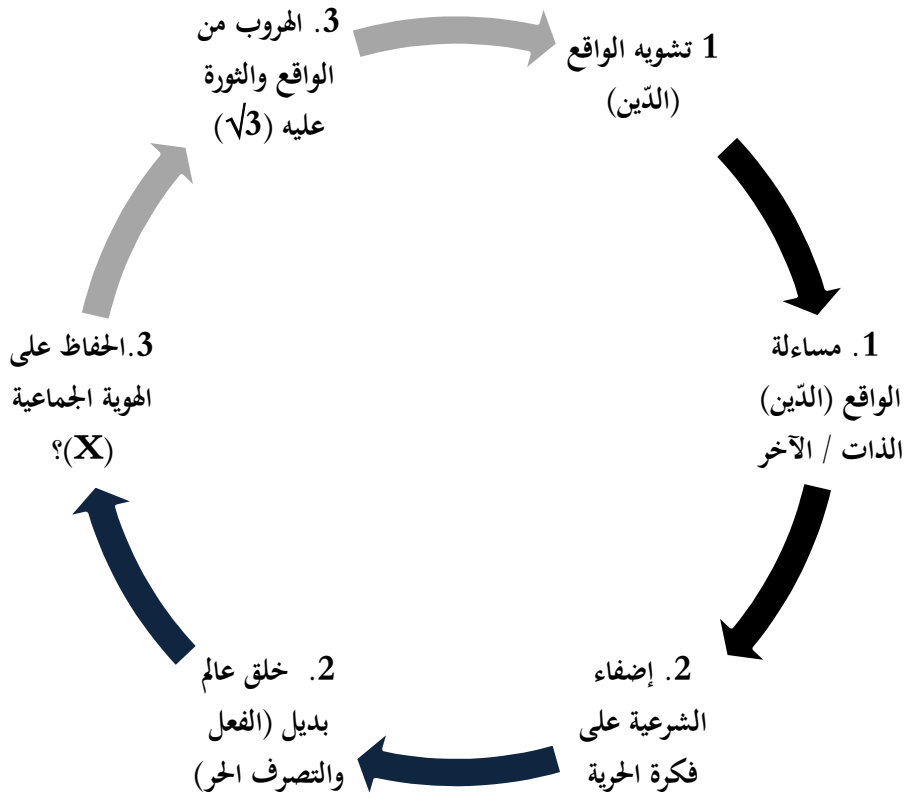 1 تشويه الواقع
(الدّين)
1. مساءلة
الواقع (الدّين)
الذات / الآخر
2. إضفاء
الشرعية على
فكرة الحرية
2. خلق عالم
بديل (الفعل
والتصرف الحر)
3.الحفاظ على
الهوية الجماعية
(X)؟
3. الهروب من
الواقع والثورة
عليه (3√)